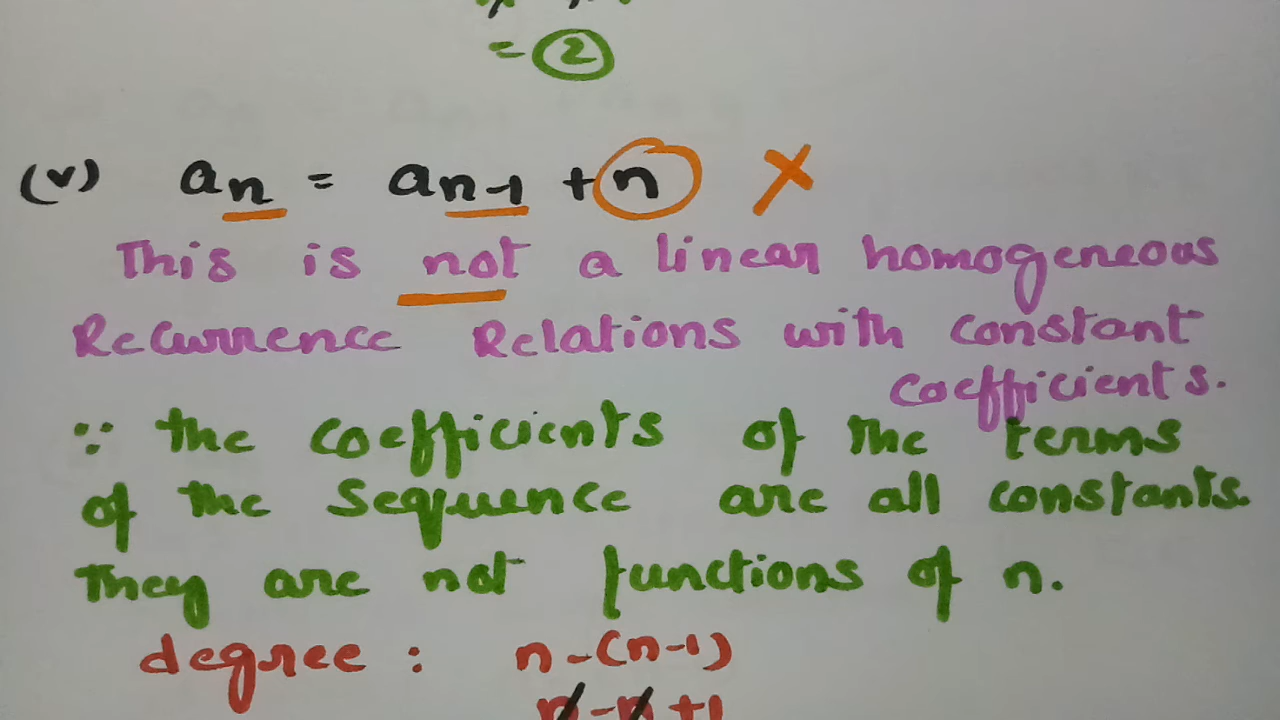 = 2
(v) an = an-1 + n ✗
This is not a linear homogeneous
Recurrence Relations with constant
coefficients.
∵ the coefficients of the terms
of the sequence are all constants.
They are not functions of n.
degree : n-(n-1)
n-n+1